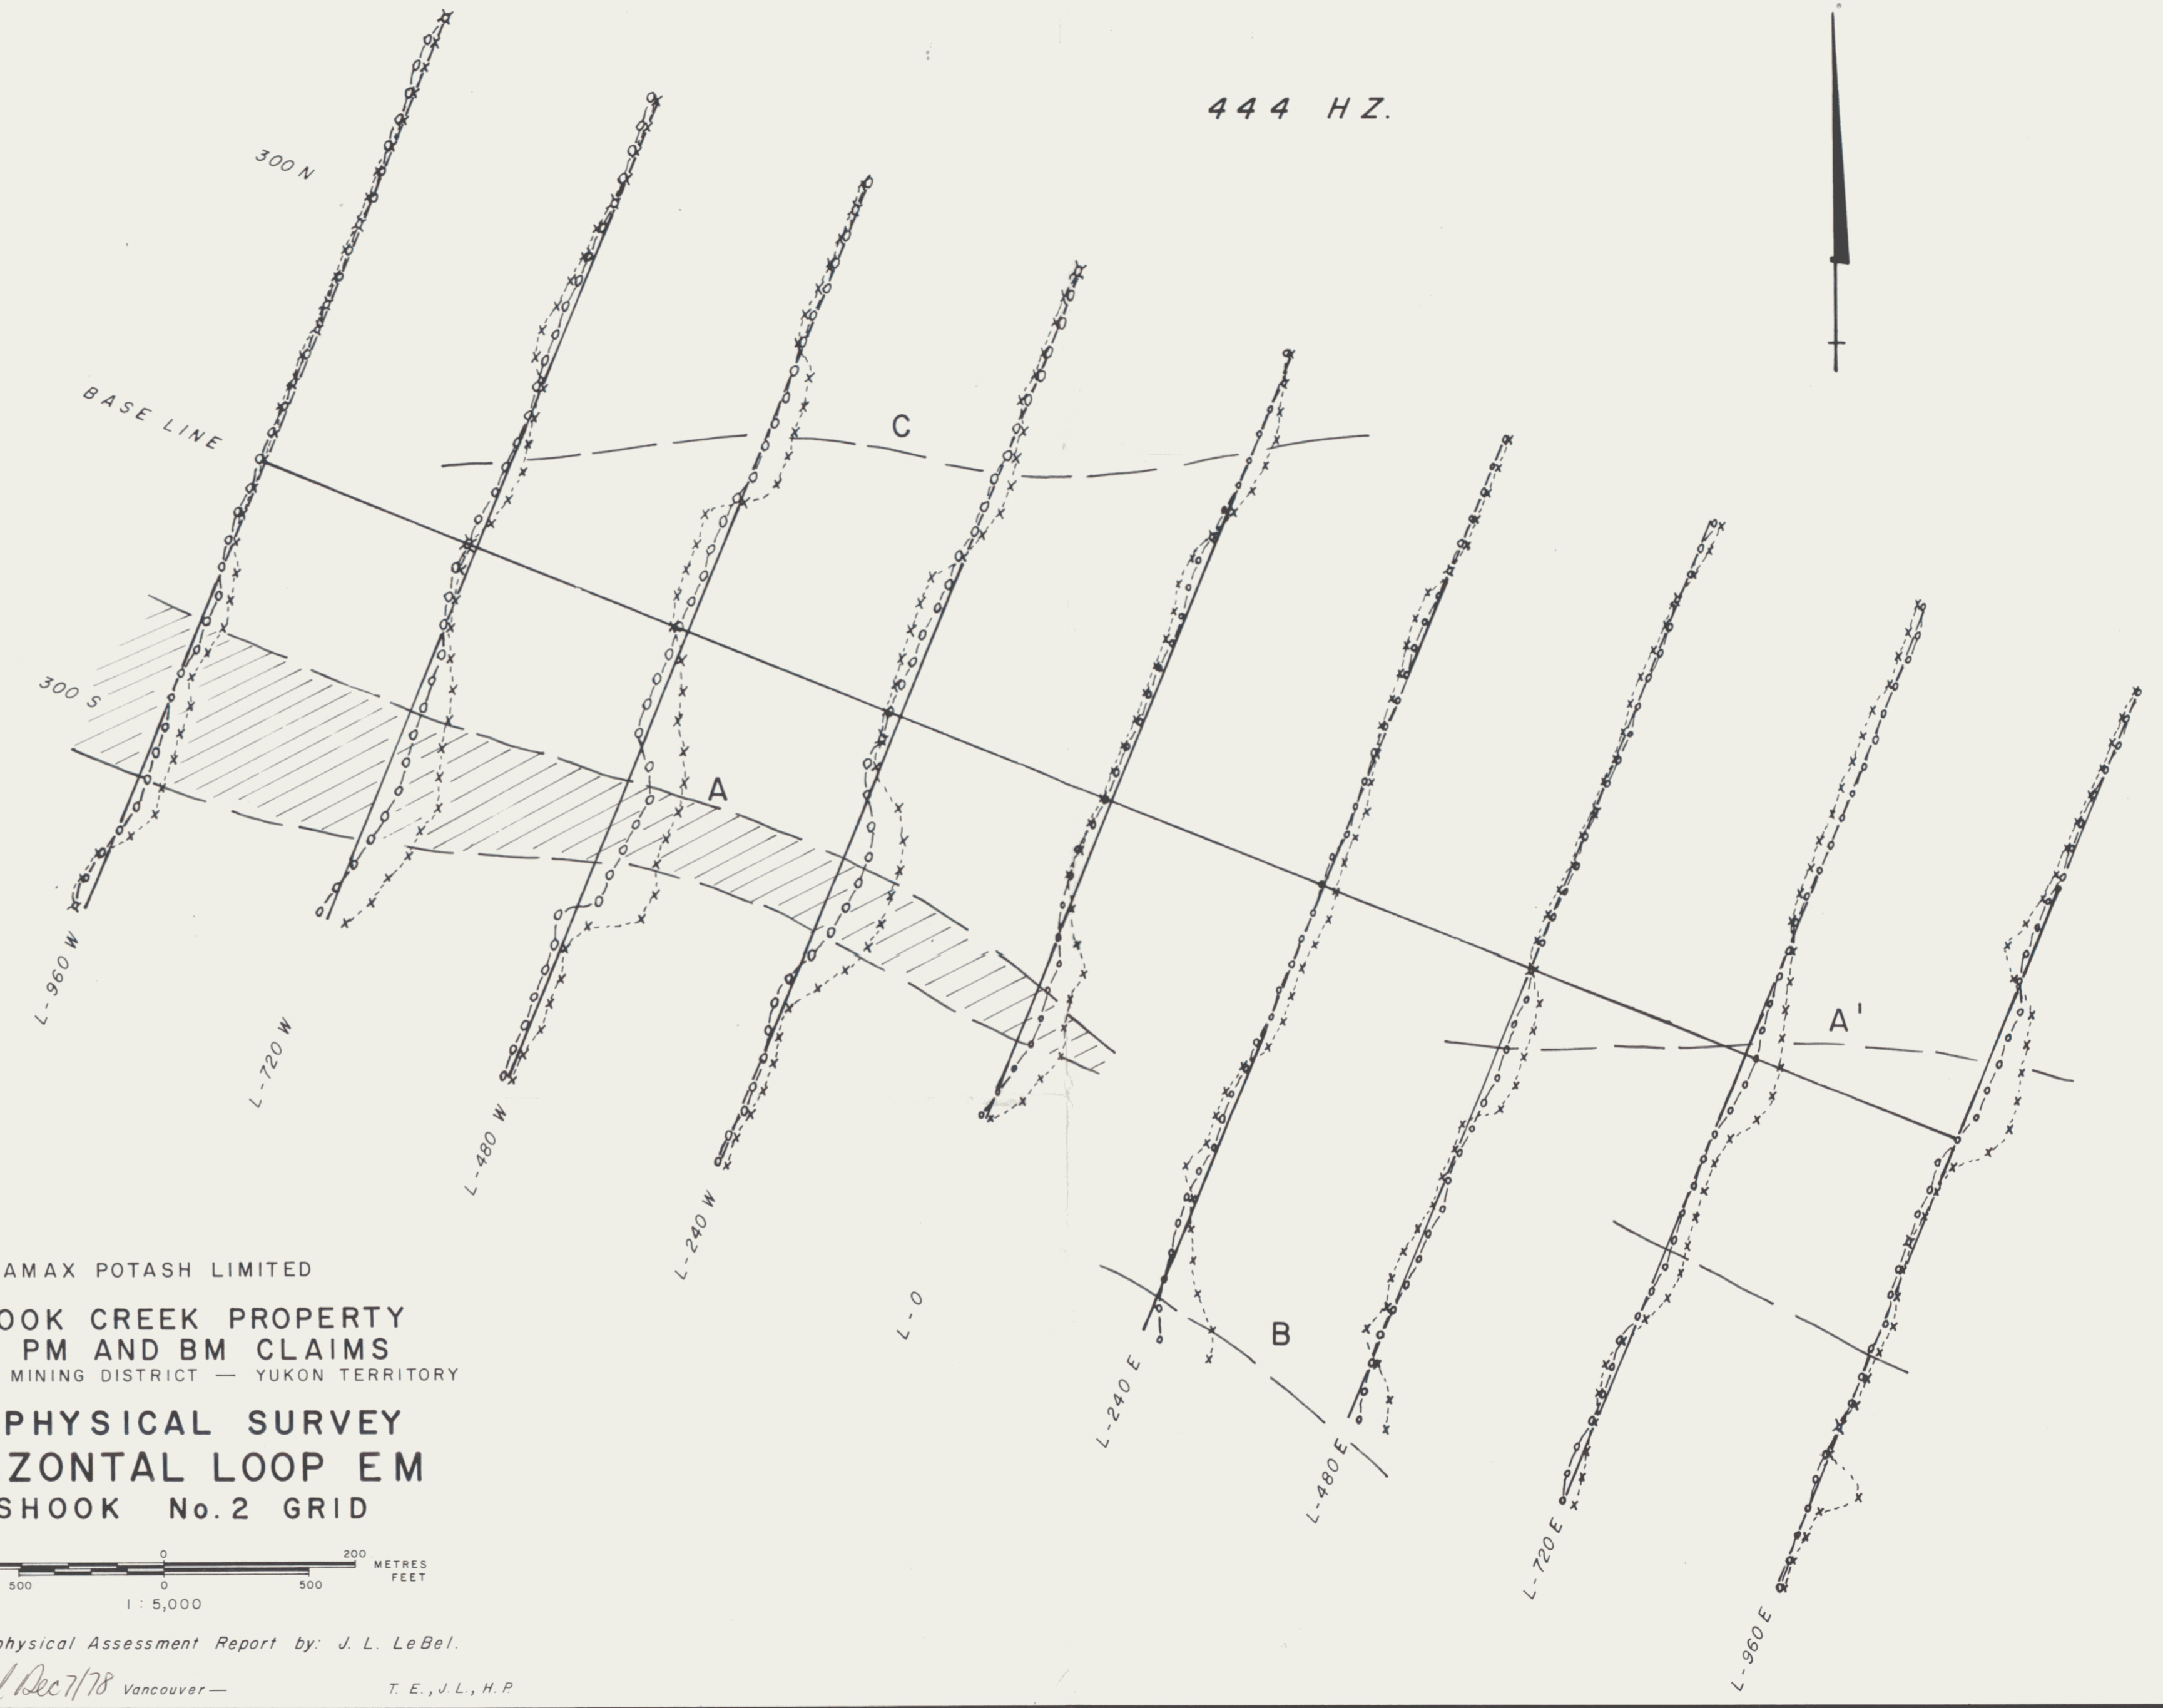 444 HZ.
300 N
BASE LINE
C
300 S
A
L-960 W
L-720 W
A'
L-480 W
L-240 W
L-0
B
L-240 E
L-480 E
L-720 E
L-960 E
AMAX POTASH LIMITED
OOK CREEK PROPERTY
PM AND BM CLAIMS
MINING DISTRICT — YUKON TERRITORY
PHYSICAL SURVEY
ZONTAL LOOP EM
SHOOK No. 2 GRID
0 200 METRES
500 0 500 FEET
1 : 5,000
physical Assessment Report by: J. L. LeBel.
Dec 7/78 Vancouver — T. E., J. L., H. P.